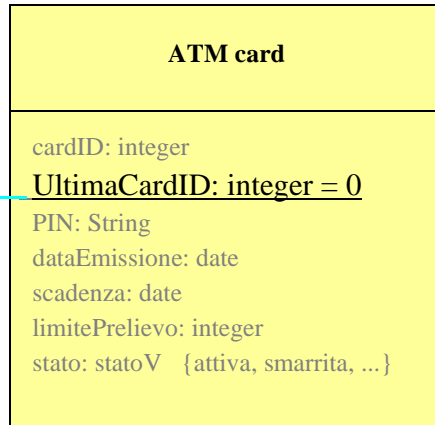 ATM card
cardID: integer
UltimaCardID: integer = 0
PIN: String
dataEmissione: date
scadenza: date
limitePrelievo: integer
stato: statoV {attiva, smarrita, ...}